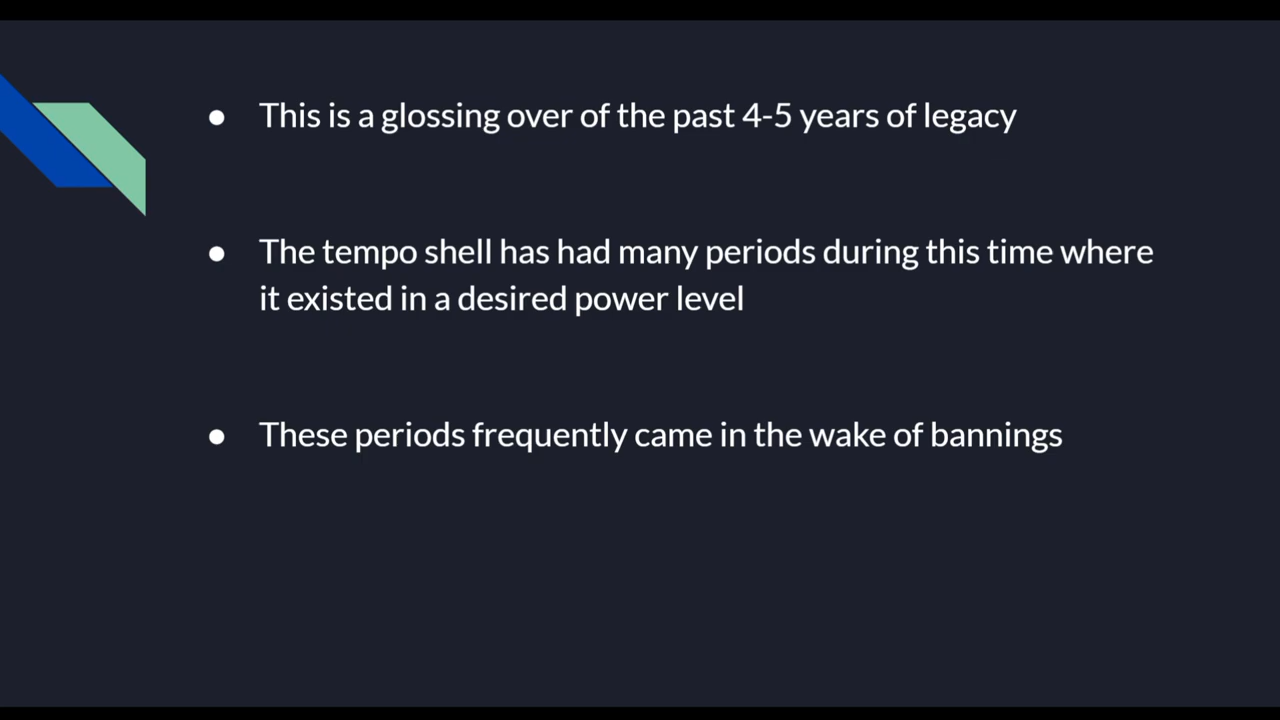 ● This is a glossing over of the past 4-5 years of legacy
● The tempo shell has had many periods during this time where
it existed in a desired power level
● These periods frequently came in the wake of bannings